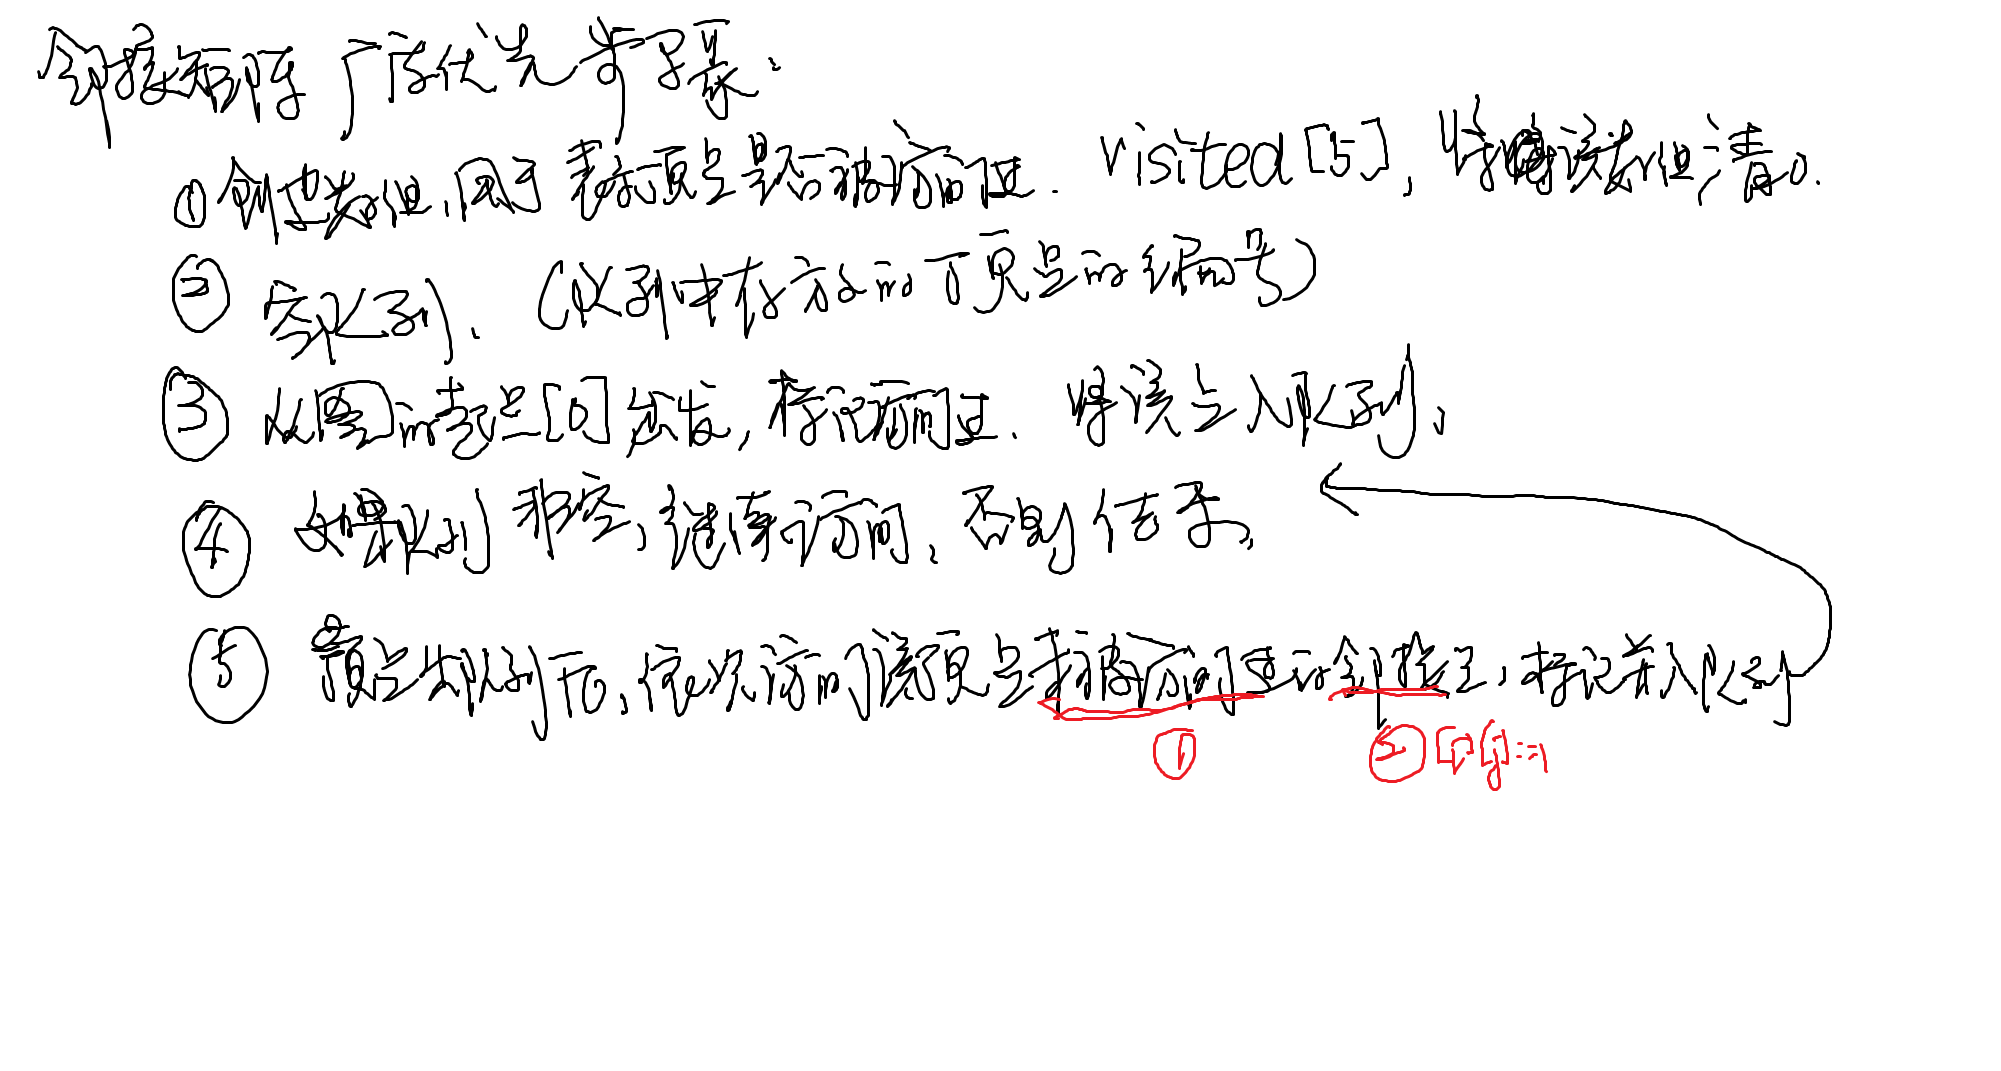 邻接矩阵 广度优先 步骤:
① 创建数组,用于表示顶点是否被访问过. visited[5], 将该数组清0.
② 空队列. (队列中存放的顶点的编号)
③ 从图的起点[0]出发, 标记访问过. 将该点入队列,
④ 如果队列非空, 继续访问, 否则结束,
⑤ 顶点出队列后, 依次访问该顶点未被访问过的邻接点, 标记并入队列
① ② [i][j]==1